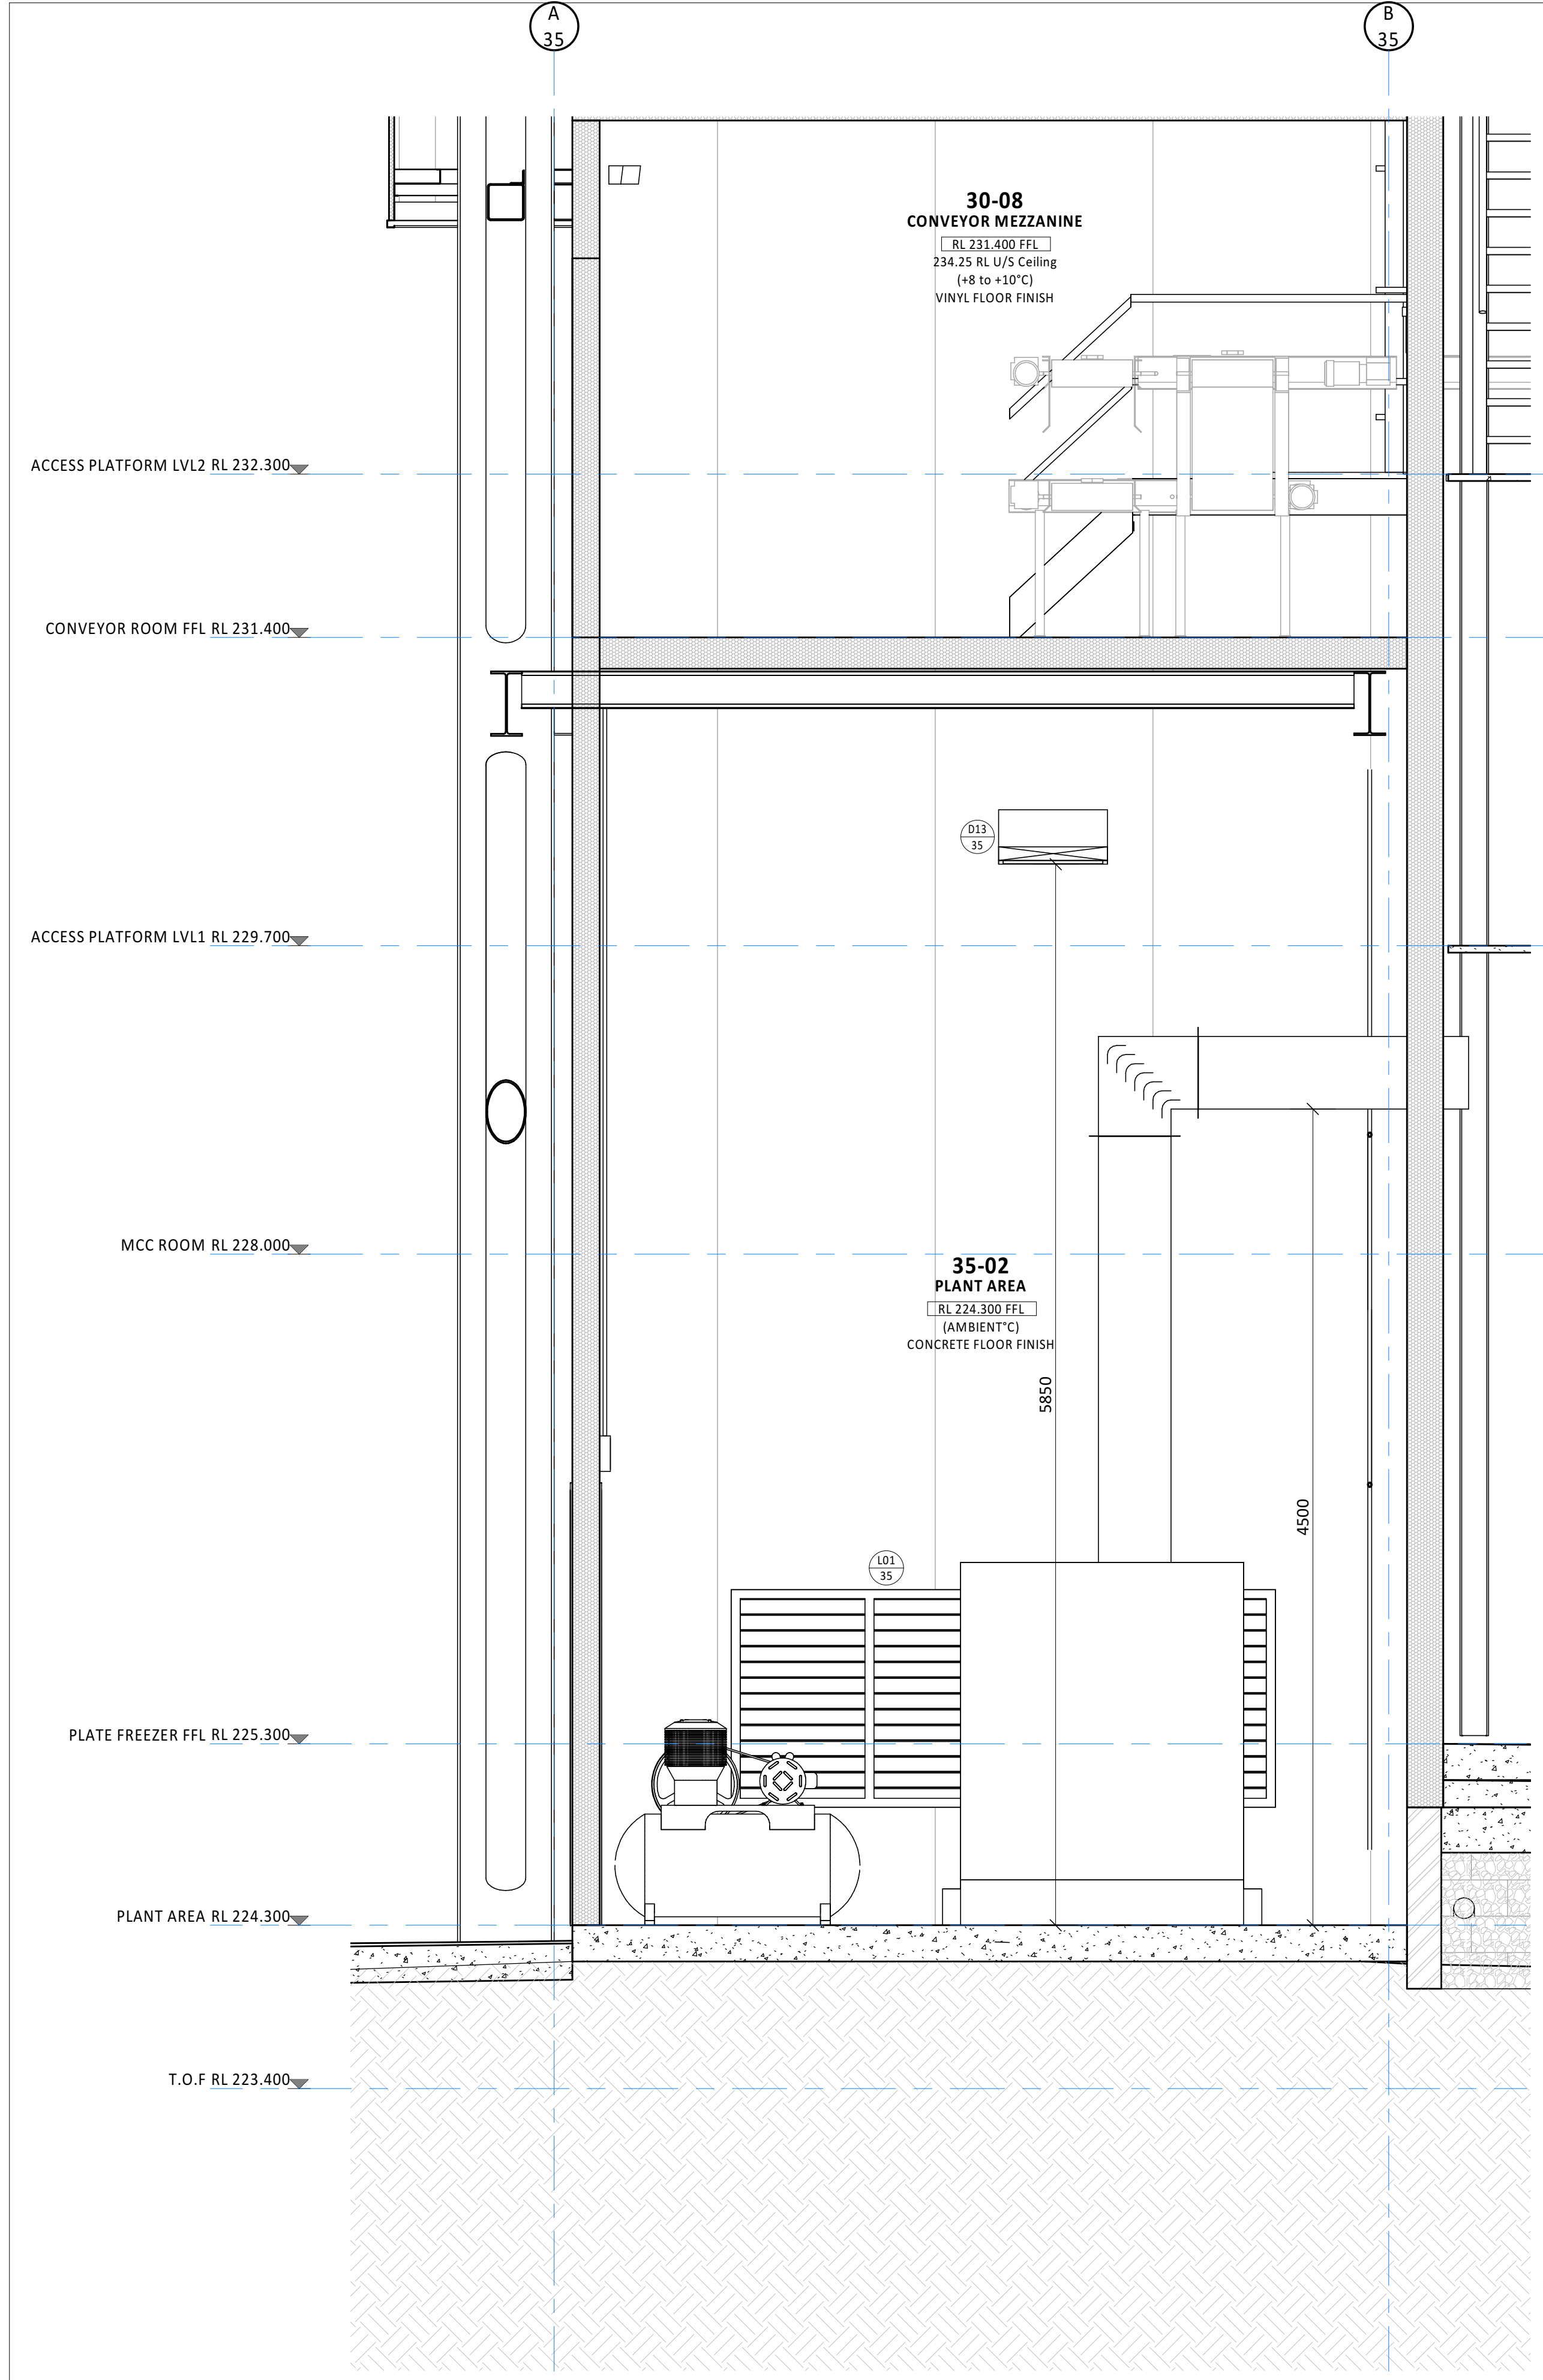 A
35
B
35
30-08
CONVEYOR MEZZANINE
RL 231.400 FFL
234.25 RL U/S Ceiling
(+8 to +10°C)
VINYL FLOOR FINISH
ACCESS PLATFORM LVL2 RL 232.300
CONVEYOR ROOM FFL RL 231.400
D13
35
ACCESS PLATFORM LVL1 RL 229.700
MCC ROOM RL 228.000
35-02
PLANT AREA
RL 224.300 FFL
(AMBIENT°C)
CONCRETE FLOOR FINISH
5850
4500
L01
35
PLATE FREEZER FFL RL 225.300
PLANT AREA RL 224.300
T.O.F RL 223.400